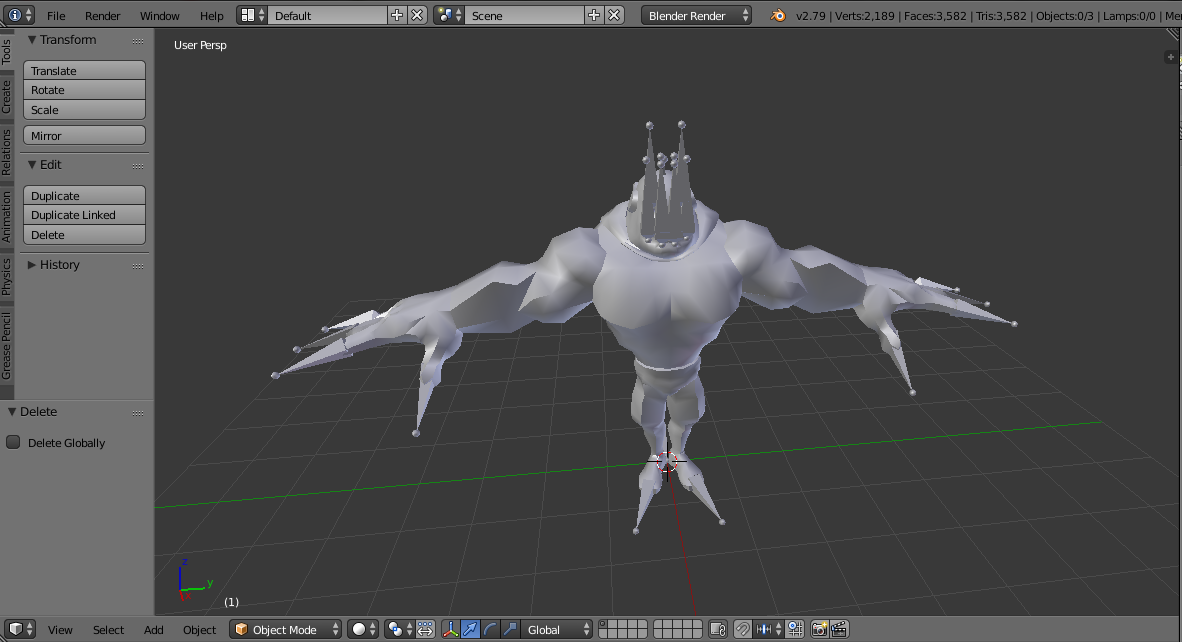 File Render Window Help Default Scene Blender Render v2.79 | Verts:2,189 | Faces:3,582 | Tris:3,582 | Objects:0/3 | Lamps:0/0 |
Tools
Create
Relations
Animation
Physics
Grease Pencil
Transform
Translate
Rotate
Scale
Mirror
Edit
Duplicate
Duplicate Linked
Delete
History
Delete
Delete Globally
User Persp
z
y
(1)
View Select Add Object Object Mode Global